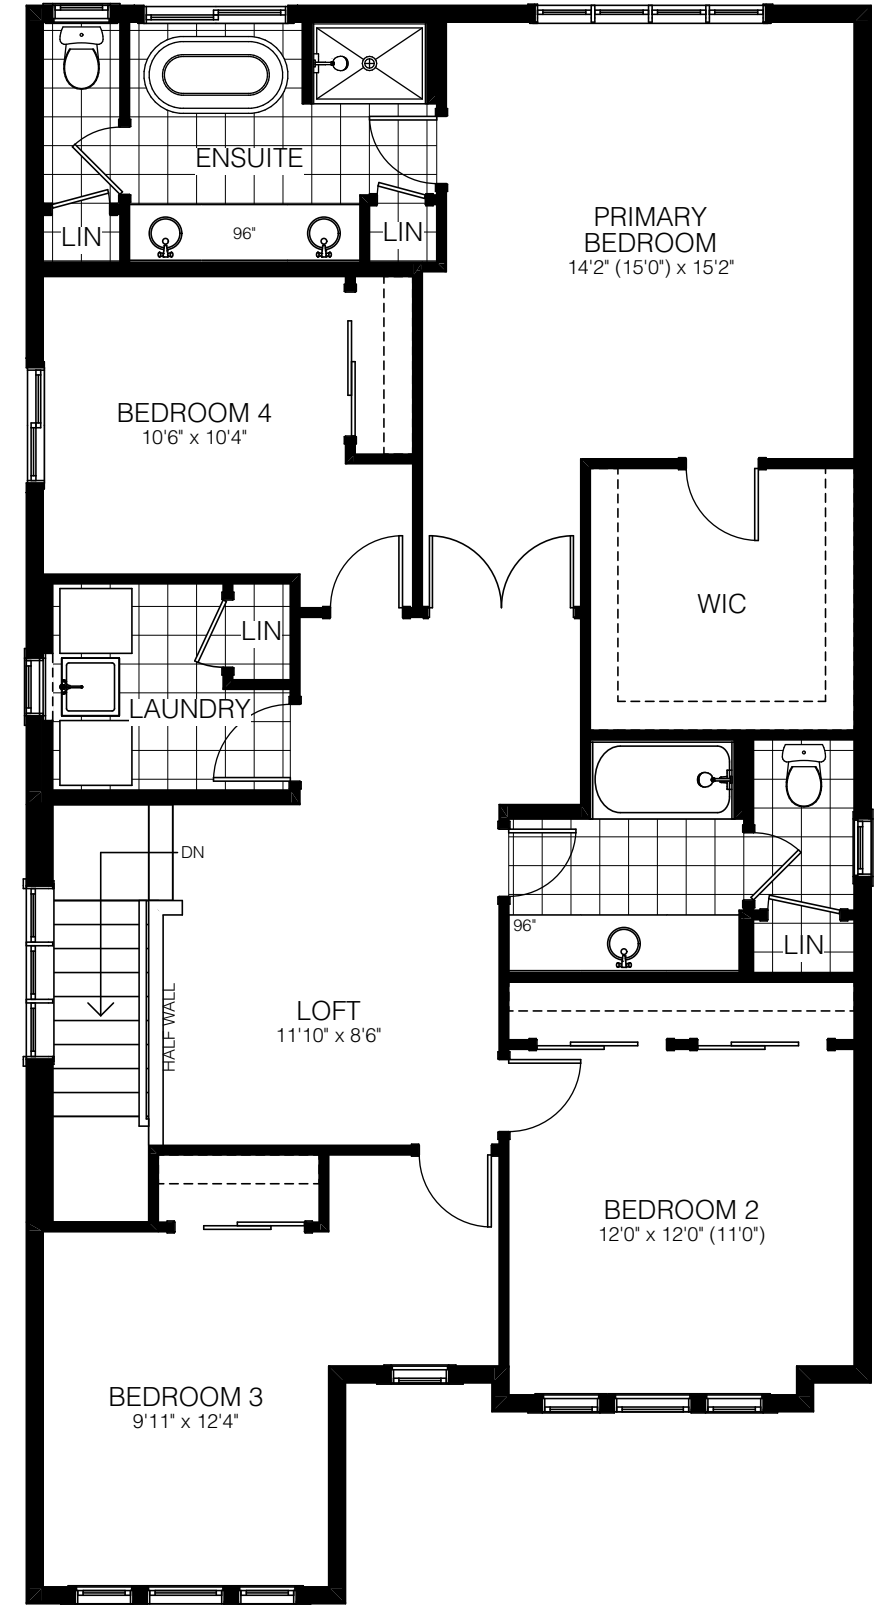 ENSUITE
LIN
96"
LIN
PRIMARY
BEDROOM
14'2" (15'0") x 15'2"
BEDROOM 4
10'6" x 10'4"
WIC
LIN
LAUNDRY
DN
96"
LIN
HALF WALL
LOFT
11'10" x 8'6"
BEDROOM 2
12'0" x 12'0" (11'0")
BEDROOM 3
9'11" x 12'4"